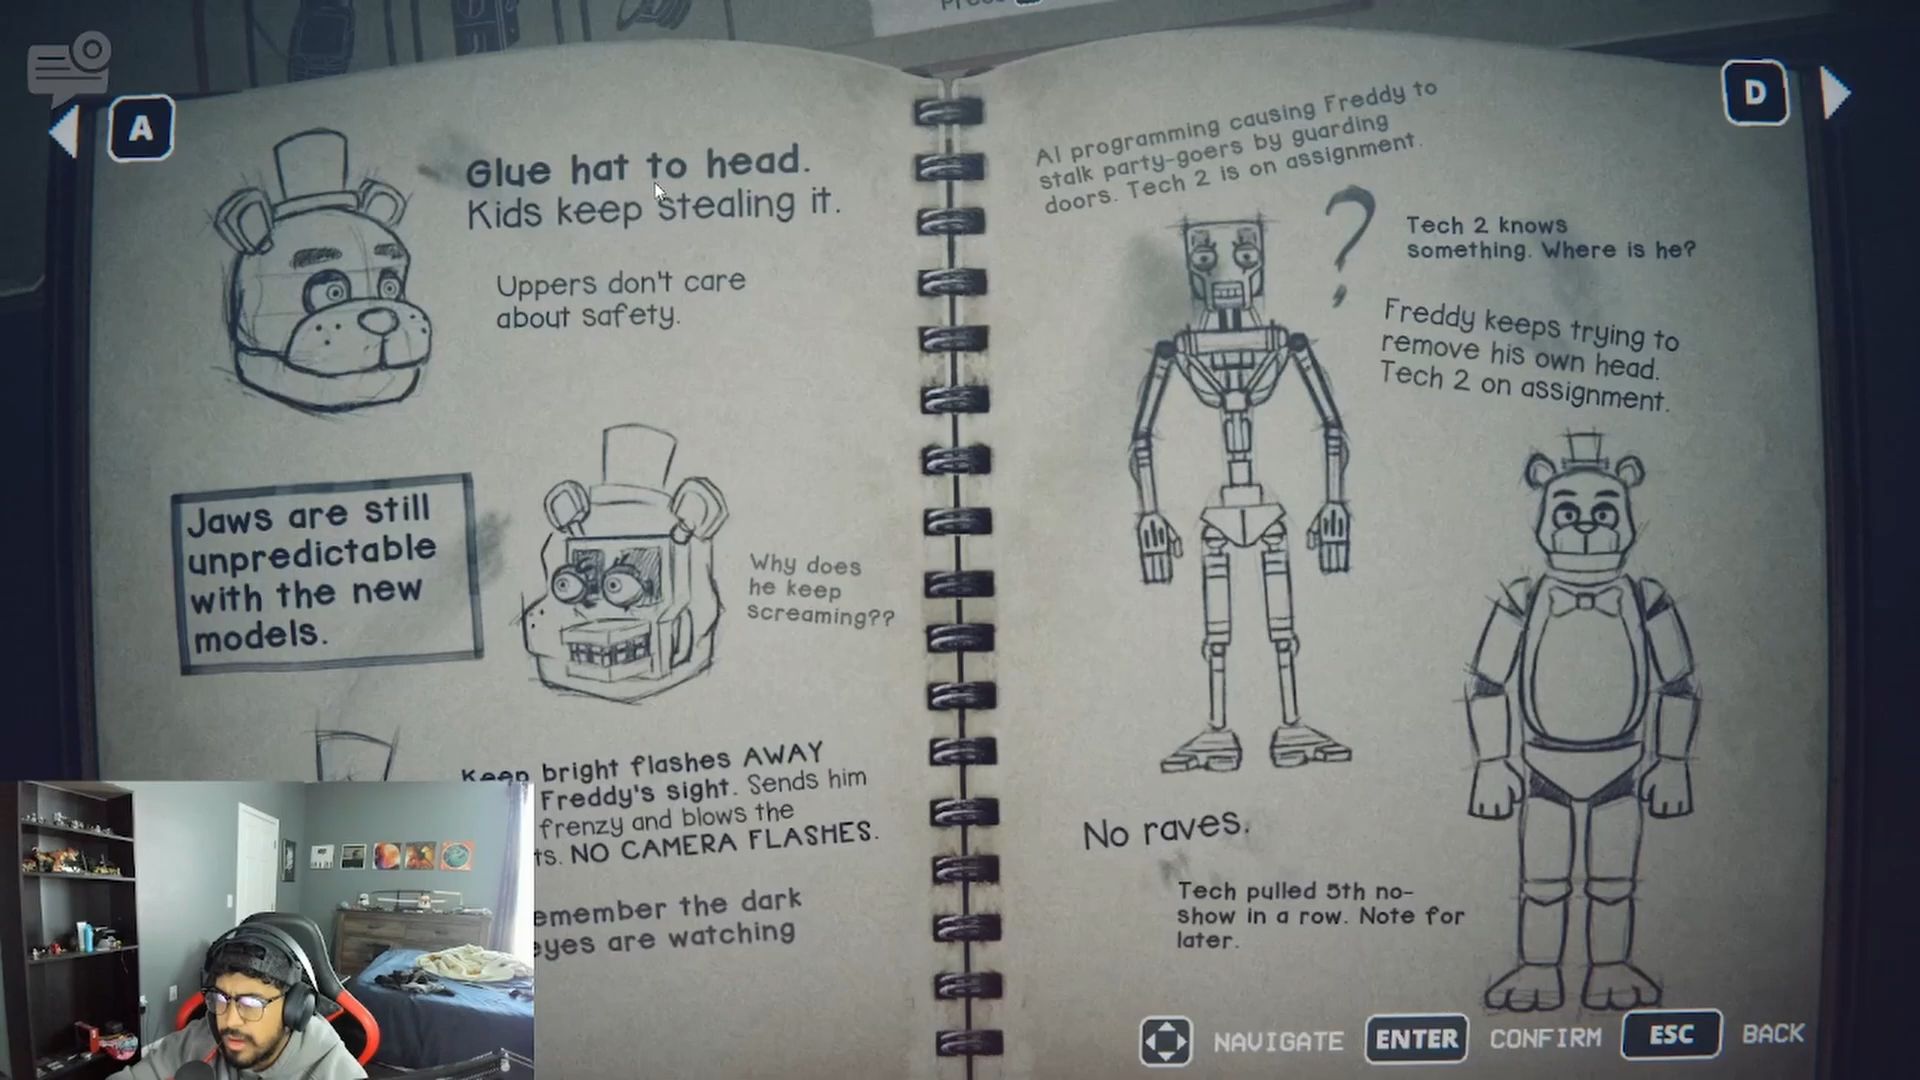 A
D
Glue hat to head.
Kids keep stealing it.
Uppers don't care
about safety.
Jaws are still
unpredictable
with the new
models.
Why does
he keep
screaming??
Keep bright flashes AWAY
Freddy's sight. Sends him
frenzy and blows the
NO CAMERA FLASHES.
the dark
eyes are watching
AI programming causing Freddy to
stalk party-goers by guarding
doors. Tech 2 is on assignment.
?
Tech 2 knows
something. Where is he?
Freddy keeps trying to
remove his own head.
Tech 2 on assignment.
No raves.
Tech pulled 5th no-
show in a row. Note for
later.
NAVIGATE ENTER CONFIRM ESC BACK